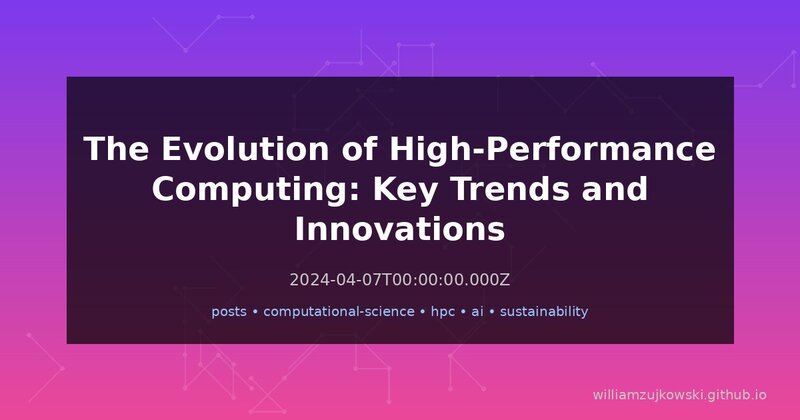 The Evolution of High-Performance
Computing: Key Trends and
Innovations
2024-04-07T00:00:00.000Z
posts • computational-science • hpc • ai • sustainability
williamzujkowski.github.io